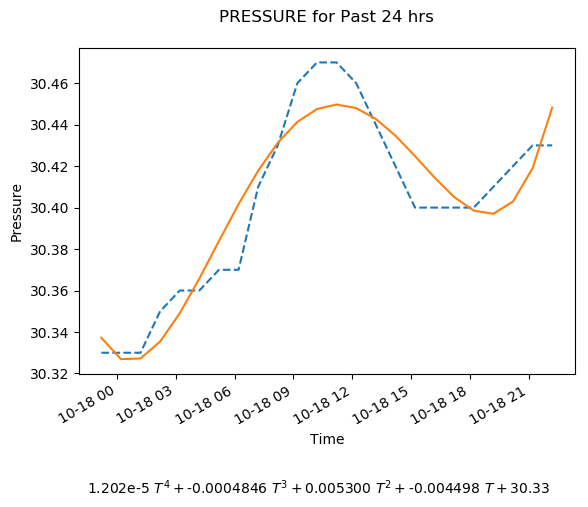 PRESSURE for Past 24 hrs
Pressure
30.46
30.44
30.42
30.40
30.38
30.36
30.34
30.32
10-18 00 10-18 03 10-18 06 10-18 09 10-18 12 10-18 15 10-18 18 10-18 21
Time
1.202e-5 T⁴ + -0.0004846 T³ + 0.005300 T² + -0.004498 T + 30.33